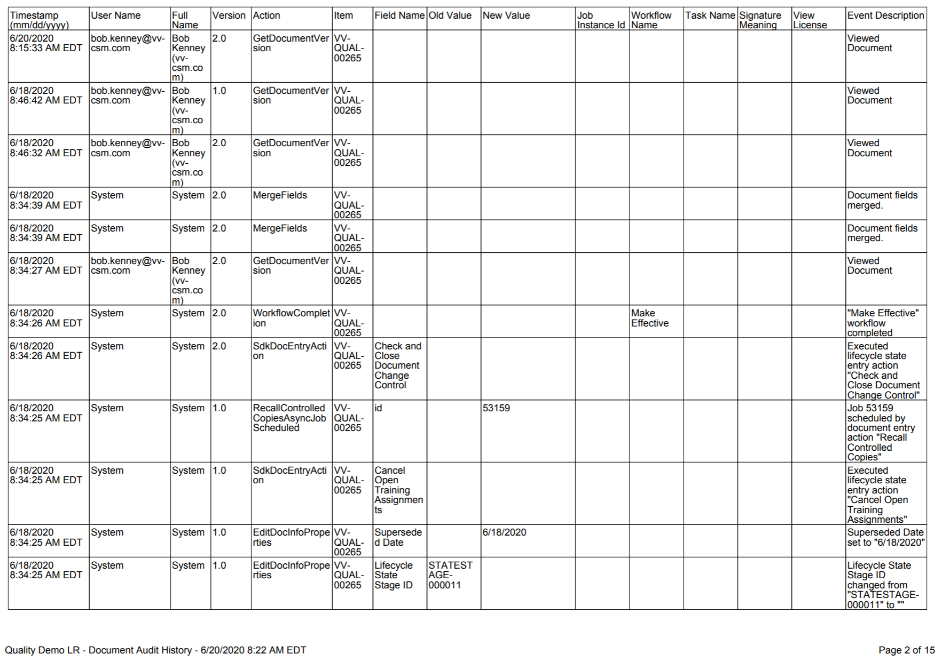 Timestamp (mm/dd/yyyy) User Name Full Name Version Action Item Field Name Old Value New Value Job Instance Id Workflow Name Task Name Signature Meaning View License Event Description
6/20/2020 8:15:33 AM EDT bob.kenney@vv-csm.com Bob Kenney (vv-csm.com) 2.0 GetDocumentVersion VV-QUAL-00265 Viewed Document
6/18/2020 8:46:42 AM EDT bob.kenney@vv-csm.com Bob Kenney (vv-csm.com) 1.0 GetDocumentVersion VV-QUAL-00265 Viewed Document
6/18/2020 8:46:32 AM EDT bob.kenney@vv-csm.com Bob Kenney (vv-csm.com) 2.0 GetDocumentVersion VV-QUAL-00265 Viewed Document
6/18/2020 8:34:39 AM EDT System System 2.0 MergeFields VV-QUAL-00265 Document fields merged.
6/18/2020 8:34:39 AM EDT System System 2.0 MergeFields VV-QUAL-00265 Document fields merged.
6/18/2020 8:34:27 AM EDT bob.kenney@vv-csm.com Bob Kenney (vv-csm.com) 2.0 GetDocumentVersion VV-QUAL-00265 Viewed Document
6/18/2020 8:34:26 AM EDT System System 2.0 WorkflowCompletion VV-QUAL-00265 Make Effective "Make Effective" workflow completed
6/18/2020 8:34:26 AM EDT System System 2.0 SdkDocEntryAction VV-QUAL-00265 Check and Close Document Change Control Executed lifecycle state entry action "Check and Close Document Change Control"
6/18/2020 8:34:25 AM EDT System System 1.0 RecallControlledCopiesAsyncJobScheduled VV-QUAL-00265 id 53159 Job 53159 scheduled by document entry action "Recall Controlled Copies"
6/18/2020 8:34:25 AM EDT System System 1.0 SdkDocEntryAction VV-QUAL-00265 Cancel Open Training Assignments Executed lifecycle state entry action "Cancel Open Training Assignments"
6/18/2020 8:34:25 AM EDT System System 1.0 EditDocInfoProperties VV-QUAL-00265 Superseded Date 6/18/2020 Superseded Date set to "6/18/2020"
6/18/2020 8:34:25 AM EDT System System 1.0 EditDocInfoProperties VV-QUAL-00265 Lifecycle State Stage ID STATESTAGE-000011 Lifecycle State Stage ID changed from "STATESTAGE-000011" to ""
Quality Demo LR - Document Audit History - 6/20/2020 8:22 AM EDT Page 2 of 15